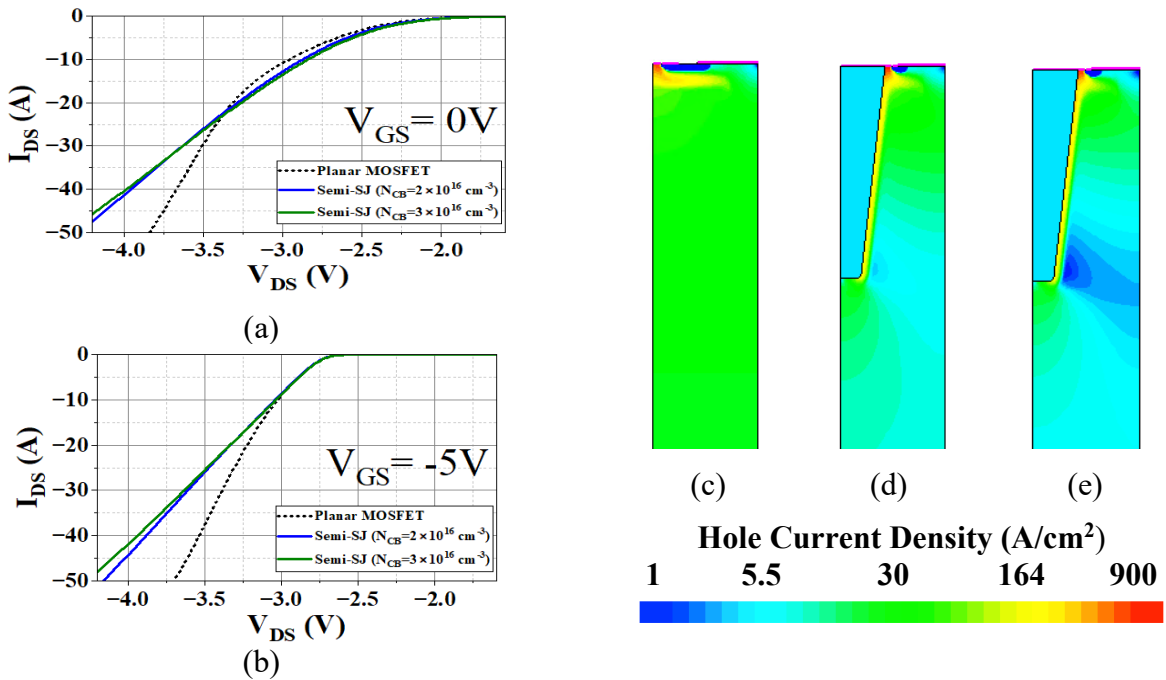 0
−10
−20
−30
−40
−50
I_DS (A)
V_GS= 0V
Planar MOSFET
Semi-SJ (N_CB=2 × 10^16 cm^-3)
Semi-SJ (N_CB=3 × 10^16 cm^-3)
−4.0 −3.5 −3.0 −2.5 −2.0
V_DS (V)
(a)
0
−10
−20
−30
−40
−50
I_DS (A)
V_GS= -5V
Planar MOSFET
Semi-SJ (N_CB=2 × 10^16 cm^-3)
Semi-SJ (N_CB=3 × 10^16 cm^-3)
−4.0 −3.5 −3.0 −2.5 −2.0
V_DS (V)
(b)
(c) (d) (e)
Hole Current Density (A/cm²)
1 5.5 30 164 900